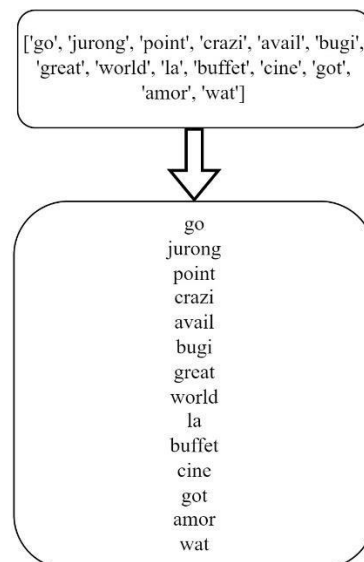 ['go', 'jurong', 'point', 'crazi', 'avail', 'bugi',
'great', 'world', 'la', 'buffet', 'cine', 'got',
'amor', 'wat']
go
jurong
point
crazi
avail
bugi
great
world
la
buffet
cine
got
amor
wat